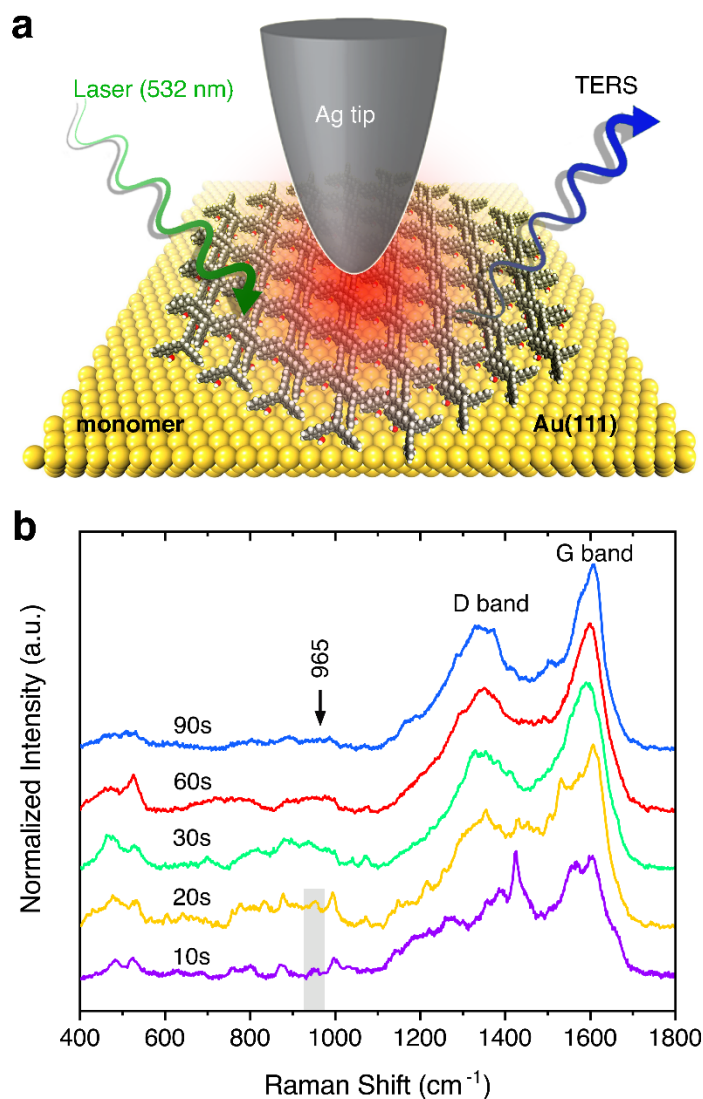 a
Laser (532 nm)
TERS
Ag tip
monomer
Au(111)
b
G band
D band
965
90s
60s
30s
20s
10s
Normalized Intensity (a.u.)
400 600 800 1000 1200 1400 1600 1800
Raman Shift (cm⁻¹)